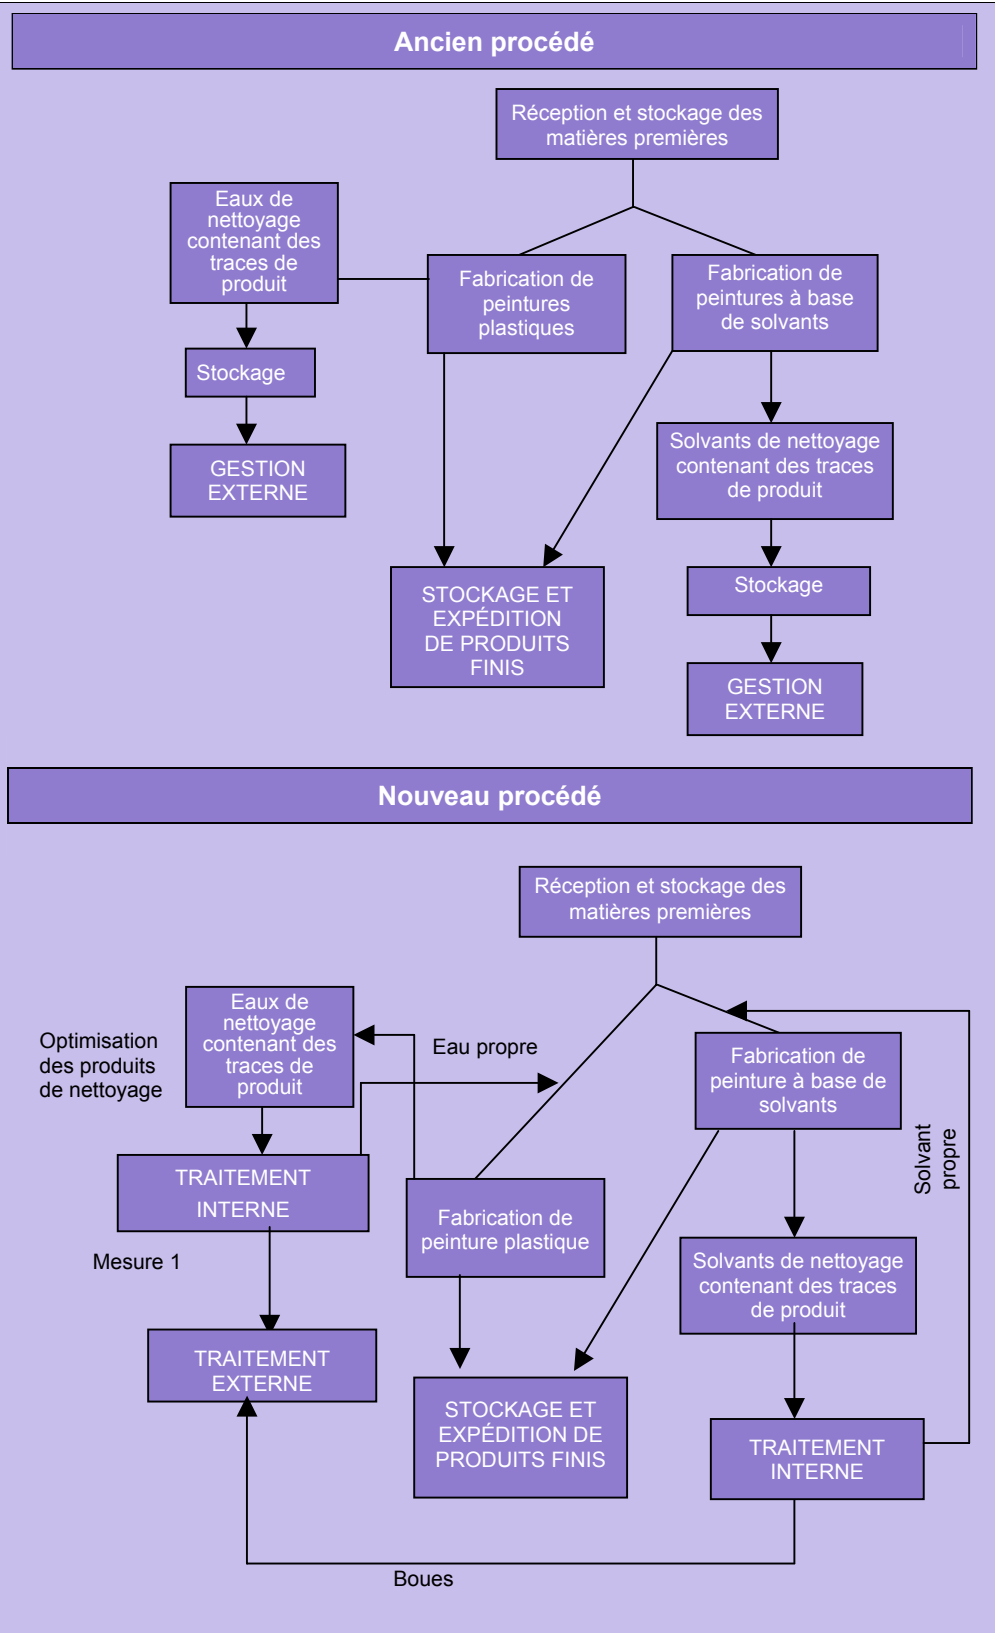 Ancien procédé
Réception et stockage des
matières premières
Eaux de
nettoyage
contenant des
traces de
produit
Fabrication de
peintures
plastiques
Fabrication de
peintures à base
de solvants
Stockage
GESTION
EXTERNE
Solvants de nettoyage
contenant des traces
de produit
STOCKAGE ET
EXPÉDITION
DE PRODUITS
FINIS
Stockage
GESTION
EXTERNE
Nouveau procédé
Réception et stockage des
matières premières
Optimisation
des produits
de nettoyage
Eaux de
nettoyage
contenant des
traces de
produit
Eau propre
Fabrication de
peinture à base de
solvants
Solvant
propre
TRAITEMENT
INTERNE
Mesure 1
Fabrication de
peinture plastique
Solvants de nettoyage
contenant des traces
de produit
TRAITEMENT
EXTERNE
STOCKAGE ET
EXPÉDITION DE
PRODUITS FINIS
TRAITEMENT
INTERNE
Boues